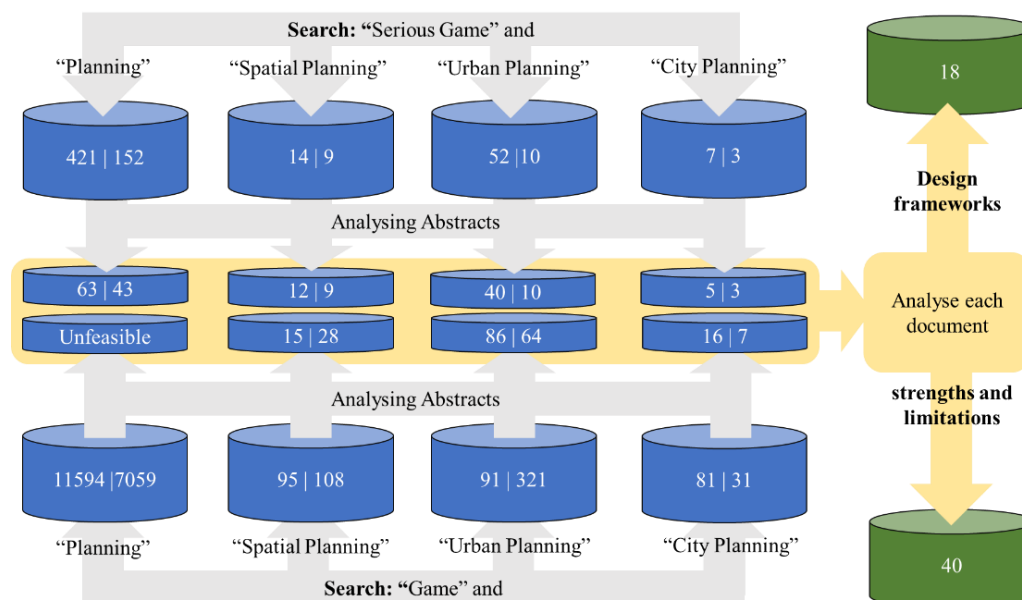 Search: “Serious Game” and
“Planning” “Spatial Planning” “Urban Planning” “City Planning”
18
421 | 152 14 | 9 52 |10 7 | 3
Design
frameworks
Analysing Abstracts
63 | 43 12 | 9 40 | 10 5 | 3
Analyse each
document
Unfeasible 15 | 28 86 | 64 16 | 7
strengths and
limitations
Analysing Abstracts
11594 |7059 95 | 108 91 | 321 81 | 31
“Planning” “Spatial Planning” “Urban Planning” “City Planning”
40
Search: “Game” and